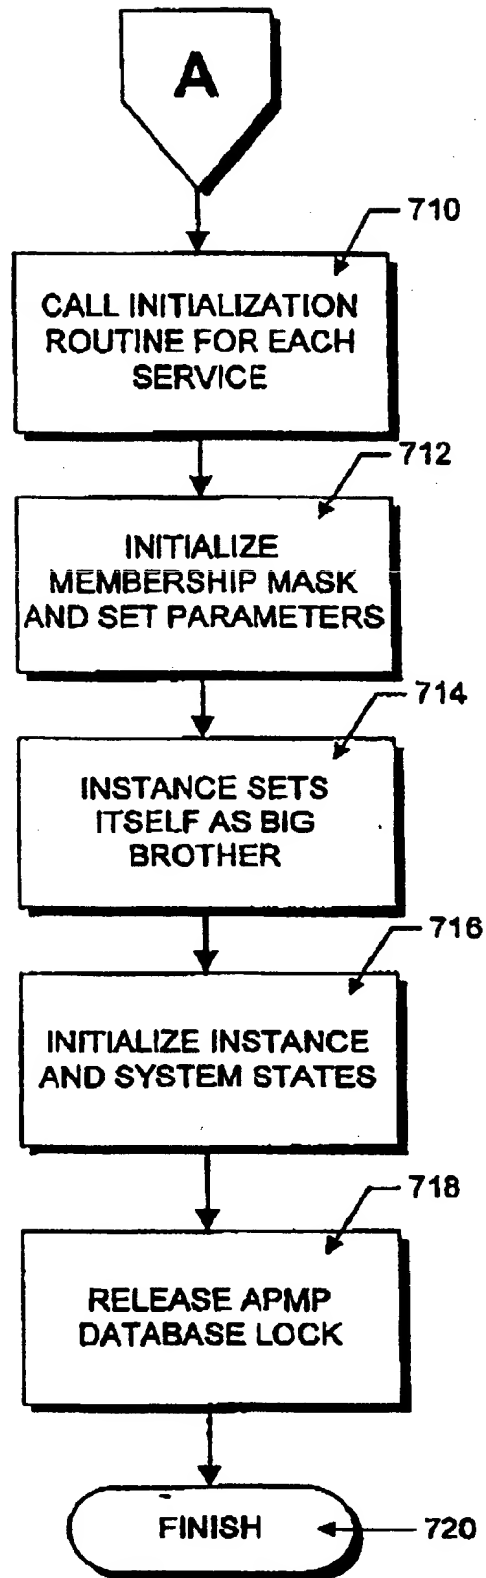 A
710
CALL INITIALIZATION
ROUTINE FOR EACH
SERVICE
712
INITIALIZE
MEMBERSHIP MASK
AND SET PARAMETERS
714
INSTANCE SETS
ITSELF AS BIG
BROTHER
716
INITIALIZE INSTANCE
AND SYSTEM STATES
718
RELEASE APMP
DATABASE LOCK
FINISH
720